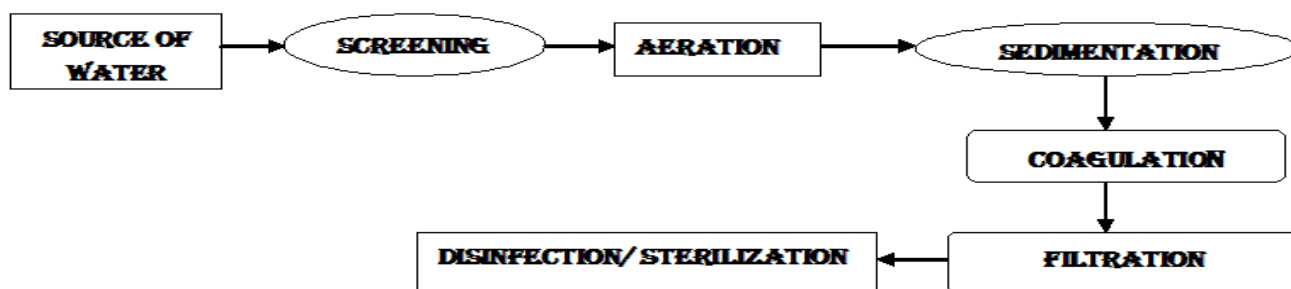 SOURCE OF
WATER
SCREENING
AERATION
SEDIMENTATION
COAGULATION
FILTRATION
DISINFECTION/ STERILIZATION